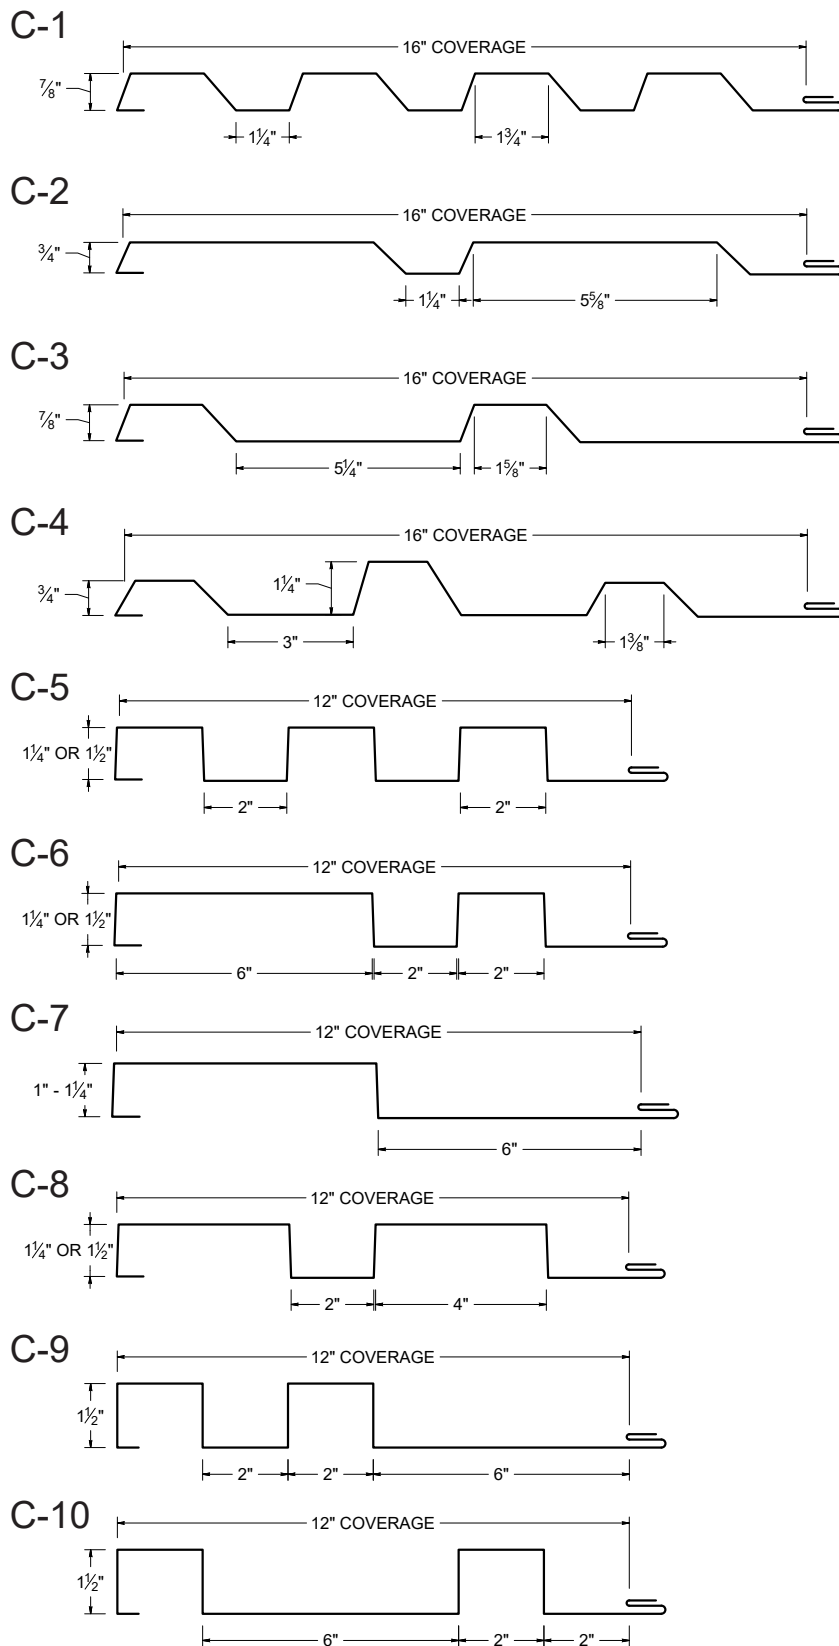 C-1
16" COVERAGE
⅞"
1¼"
1¾"
C-2
16" COVERAGE
¾"
1¼"
5⅝"
C-3
16" COVERAGE
⅞"
5¼"
1⅝"
C-4
16" COVERAGE
¾"
1¼"
3"
1⅜"
C-5
12" COVERAGE
1¼" OR 1½"
2"
2"
C-6
12" COVERAGE
1¼" OR 1½"
6"
2"
2"
C-7
12" COVERAGE
1" - 1¼"
6"
C-8
12" COVERAGE
1¼" OR 1½"
2"
4"
C-9
12" COVERAGE
1½"
2"
2"
6"
C-10
12" COVERAGE
1½"
6"
2"
2"